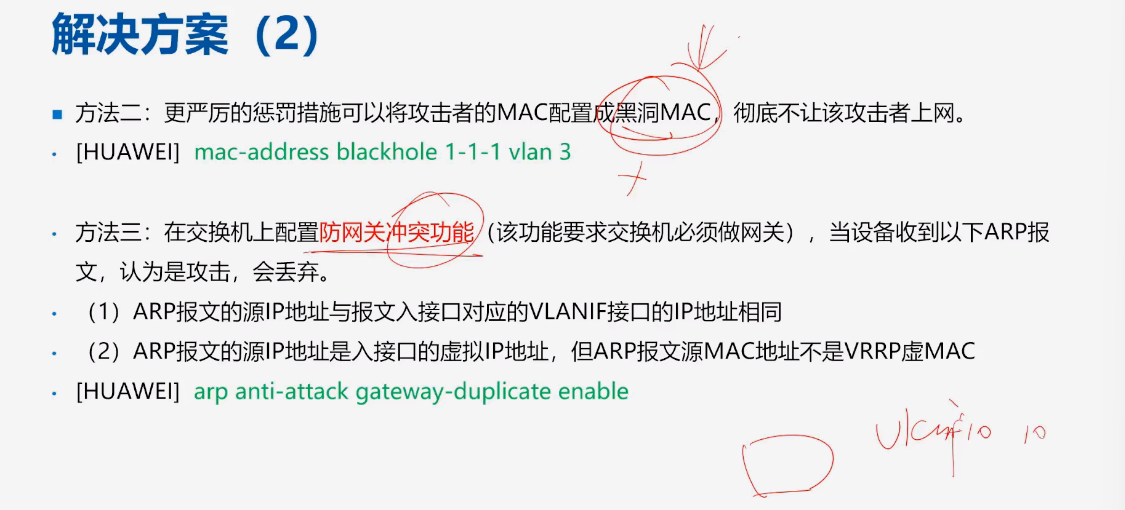 解决方案（2）
方法二：更严厉的惩罚措施可以将攻击者的MAC配置成黑洞MAC，彻底不让该攻击者上网。
[HUAWEI] mac-address blackhole 1-1-1 vlan 3
方法三：在交换机上配置防网关冲突功能（该功能要求交换机必须做网关），当设备收到以下ARP报
文，认为是攻击，会丢弃。
（1）ARP报文的源IP地址与报文入接口对应的VLANIF接口的IP地址相同
（2）ARP报文的源IP地址是入接口的虚拟IP地址，但ARP报文源MAC地址不是VRRP虚MAC
[HUAWEI] arp anti-attack gateway-duplicate enable
10 10